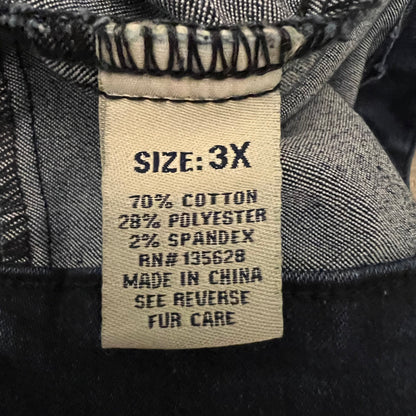 SIZE: 3X
70% COTTON
28% POLYESTER
2% SPANDEX
RN# 135628
MADE IN CHINA
SEE REVERSE
FUR CARE